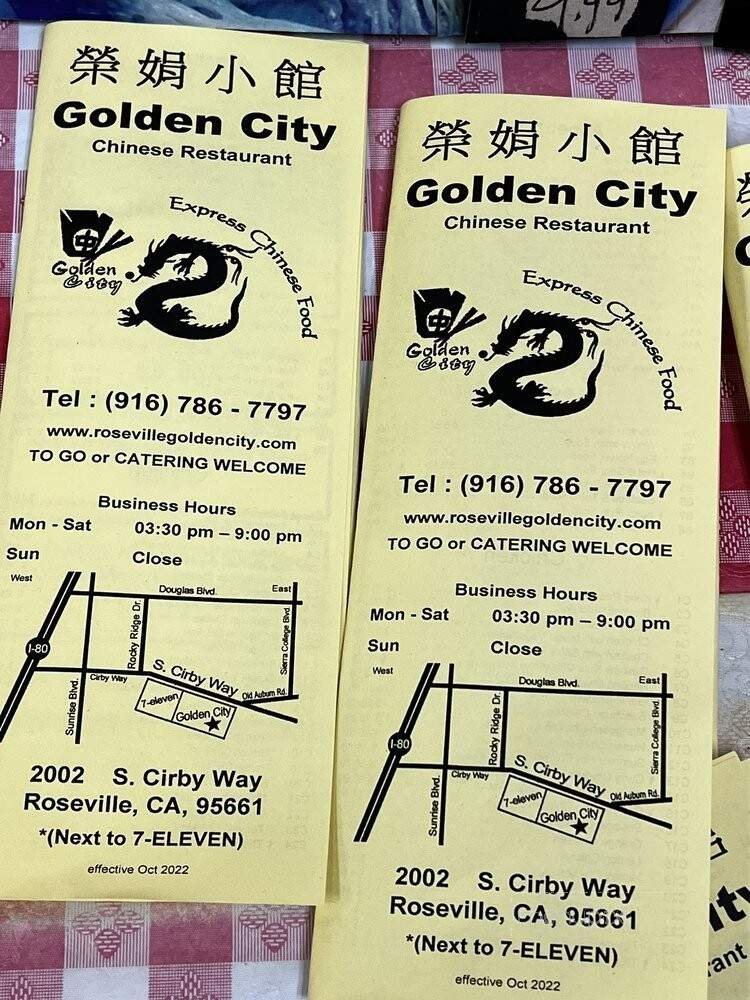 4.99
榮娟小館
Golden City
Chinese Restaurant
Express Chinese Food
中
Golden
City
Tel : (916) 786 - 7797
www.rosevillegoldencity.com
TO GO or CATERING WELCOME
Business Hours
Mon - Sat 03:30 pm – 9:00 pm
Sun Close
West
Douglas Blvd. East
I-80
Rocky Ridge Dr.
Sierra College Blvd.
Sunrise Blvd.
Cirby Way
S. Cirby Way
Old Auburn Rd.
7-eleven
Golden City
2002 S. Cirby Way
Roseville, CA, 95661
*(Next to 7-ELEVEN)
effective Oct 2022
榮娟小館
Golden City
Chinese Restaurant
Express Chinese Food
中
Golden
City
Tel : (916) 786 - 7797
www.rosevillegoldencity.com
TO GO or CATERING WELCOME
Business Hours
Mon - Sat 03:30 pm – 9:00 pm
Sun Close
West
Douglas Blvd. East
I-80
Rocky Ridge Dr.
Sierra College Blvd.
Sunrise Blvd.
Cirby Way
S. Cirby Way
Old Auburn Rd.
7-eleven
Golden City
2002 S. Cirby Way
Roseville, CA, 95661
*(Next to 7-ELEVEN)
effective Oct 2022